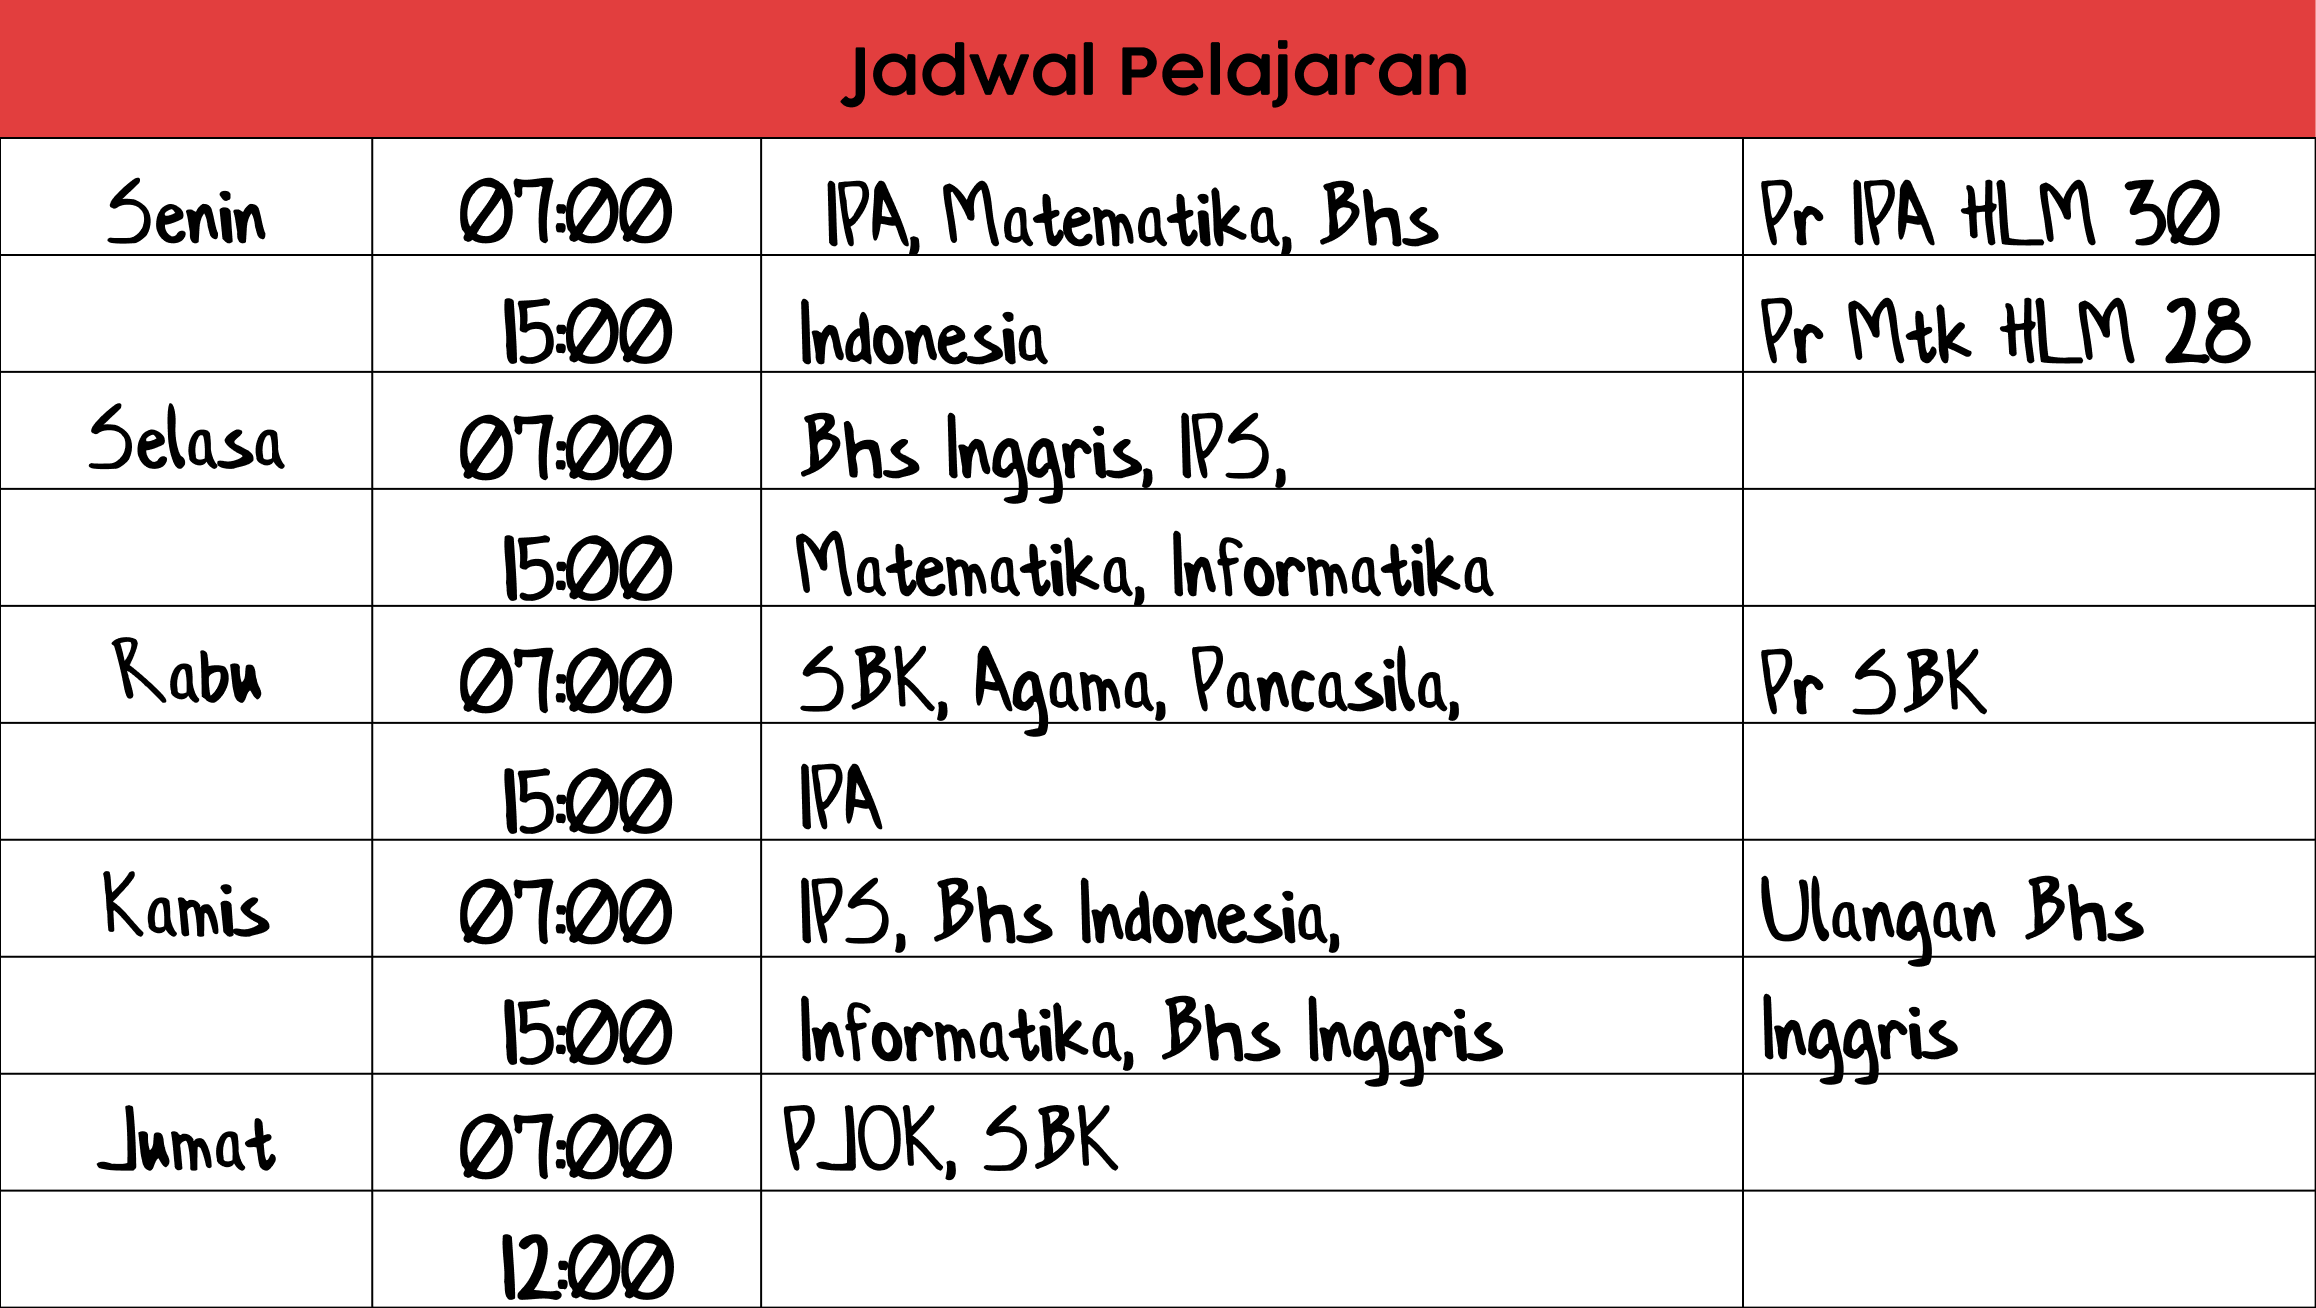 Jadwal Pelajaran
Senin 07:00 IPA, Matematika, Bhs Pr IPA HLM 30
15:00 Indonesia Pr Mtk HLM 28
Selasa 07:00 Bhs Inggris, IPS,
15:00 Matematika, Informatika
Rabu 07:00 SBK, Agama, Pancasila, Pr SBK
15:00 IPA
Kamis 07:00 IPS, Bhs Indonesia, Ulangan Bhs
15:00 Informatika, Bhs Inggris Inggris
Jumat 07:00 PJOK, SBK
12:00